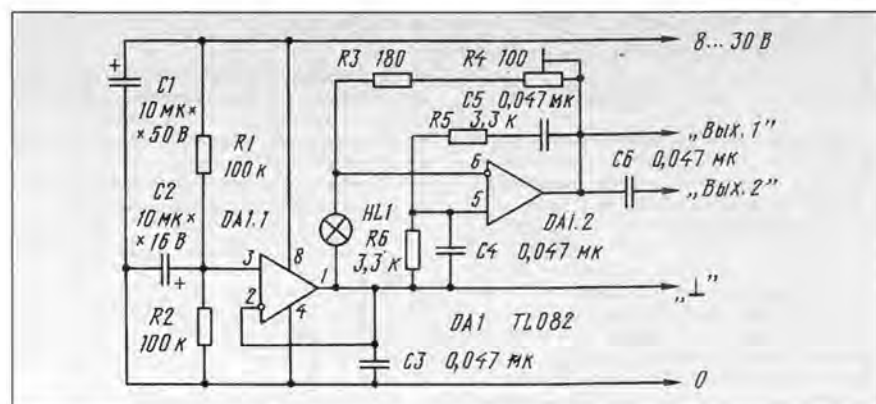 8...30 В
R3 180
R4 100
C1
10 мк×
×50 В
R1
100 к
C5 0,047 мк
R5 3,3 к
„Вых. 1"
C6 0,047 мк
„Вых. 2"
C2
10 мк×
×16 В
DA1.1
HL1
R6
3,3 к
6
5
DA1.2
C4
0,047 мк
3
2
8
1
4
„⊥"
R2
100 к
DA1 TL082
C3 0,047 мк
0
+
+